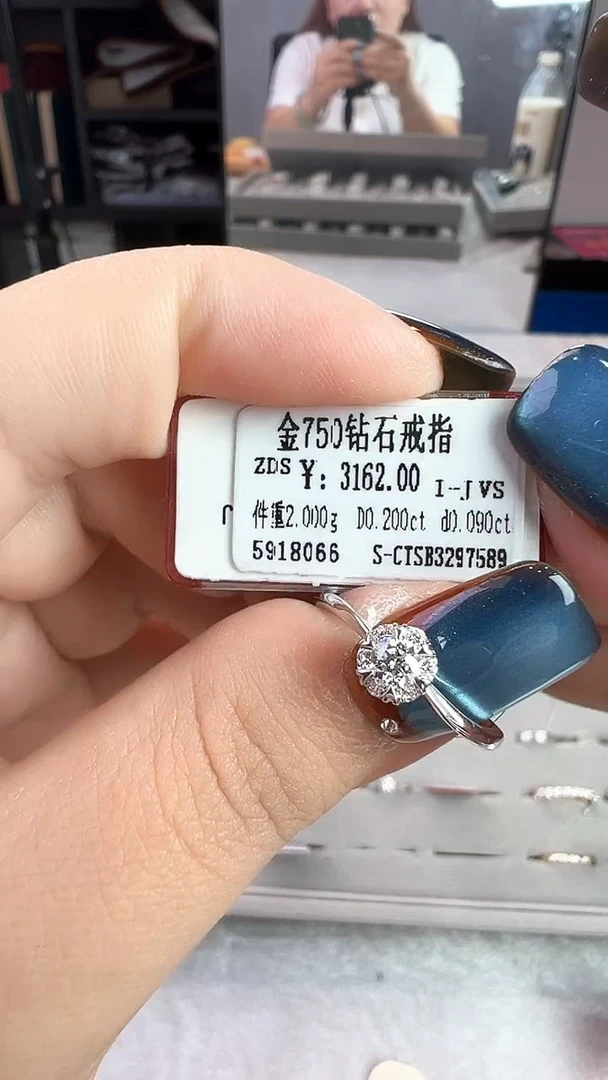 金750钻石戒指
ZDS ¥: 3162.00 I-J VS
件重2.000g D0.200ct d0.090ct
5918066 S-CTSB3297589